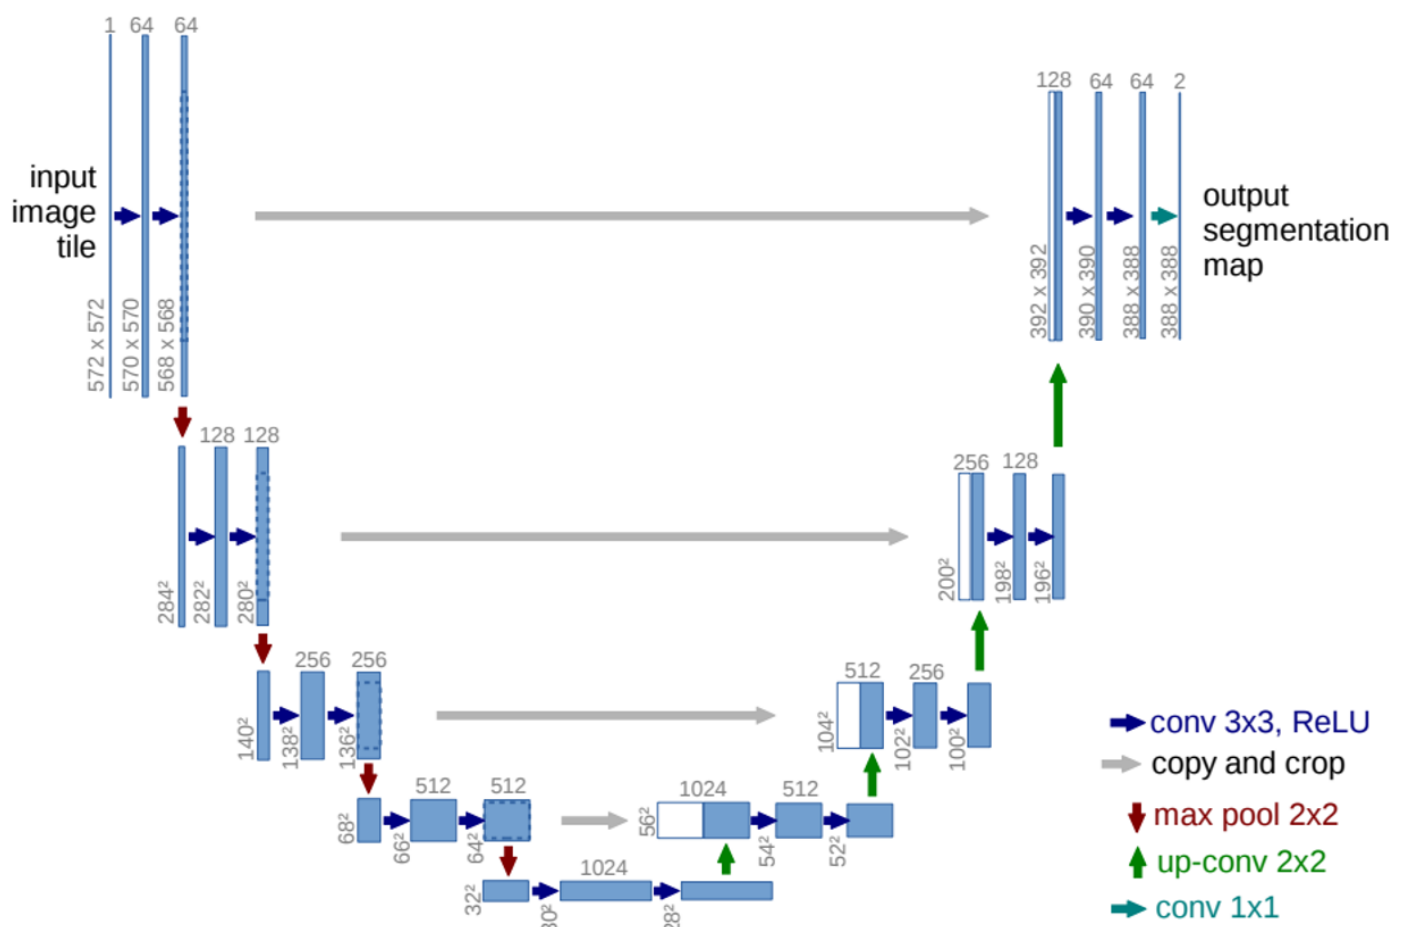 1 64 64
128
64
64
2
input
image
tile
output
segmentation
map
572 x 572
570 x 570
568 x 568
392 x 392
390 x 390
388 x 388
388 x 388
128 128
256 128
284²
282²
280²
200²
198²
196²
256 256
512 256
140²
138²
136²
104²
102²
100²
conv 3x3, ReLU
copy and crop
max pool 2x2
up-conv 2x2
conv 1x1
512 512
1024 512
68²
66²
64²
56²
54²
52²
1024
32²
30²
28²